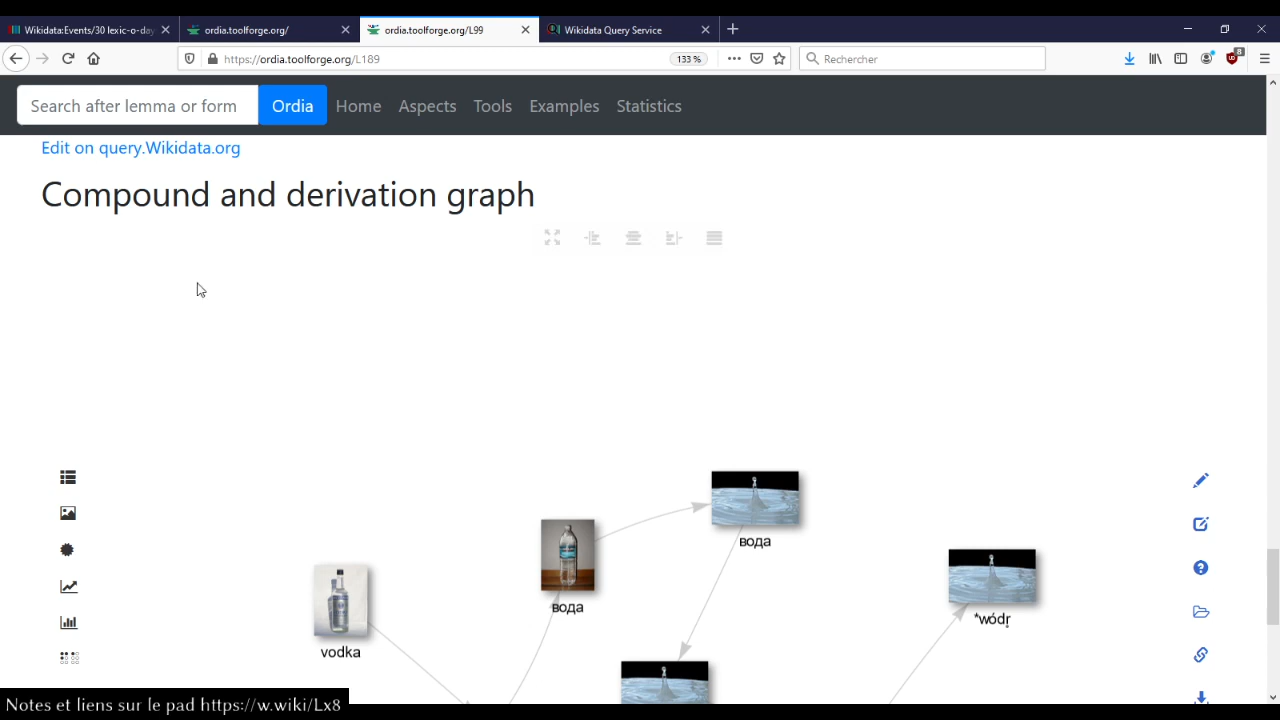 Wikidata:Events/30 lexic-o-day
ordia.toolforge.org/
ordia.toolforge.org/L99
Wikidata Query Service
https://ordia.toolforge.org/L189
133 %
Rechercher
8
Search after lemma or form
Ordia
Home
Aspects
Tools
Examples
Statistics
Edit on query.Wikidata.org
Compound and derivation graph
вода
вода
*wódr̥
vodka
Notes et liens sur le pad https://w.wiki/Lx8